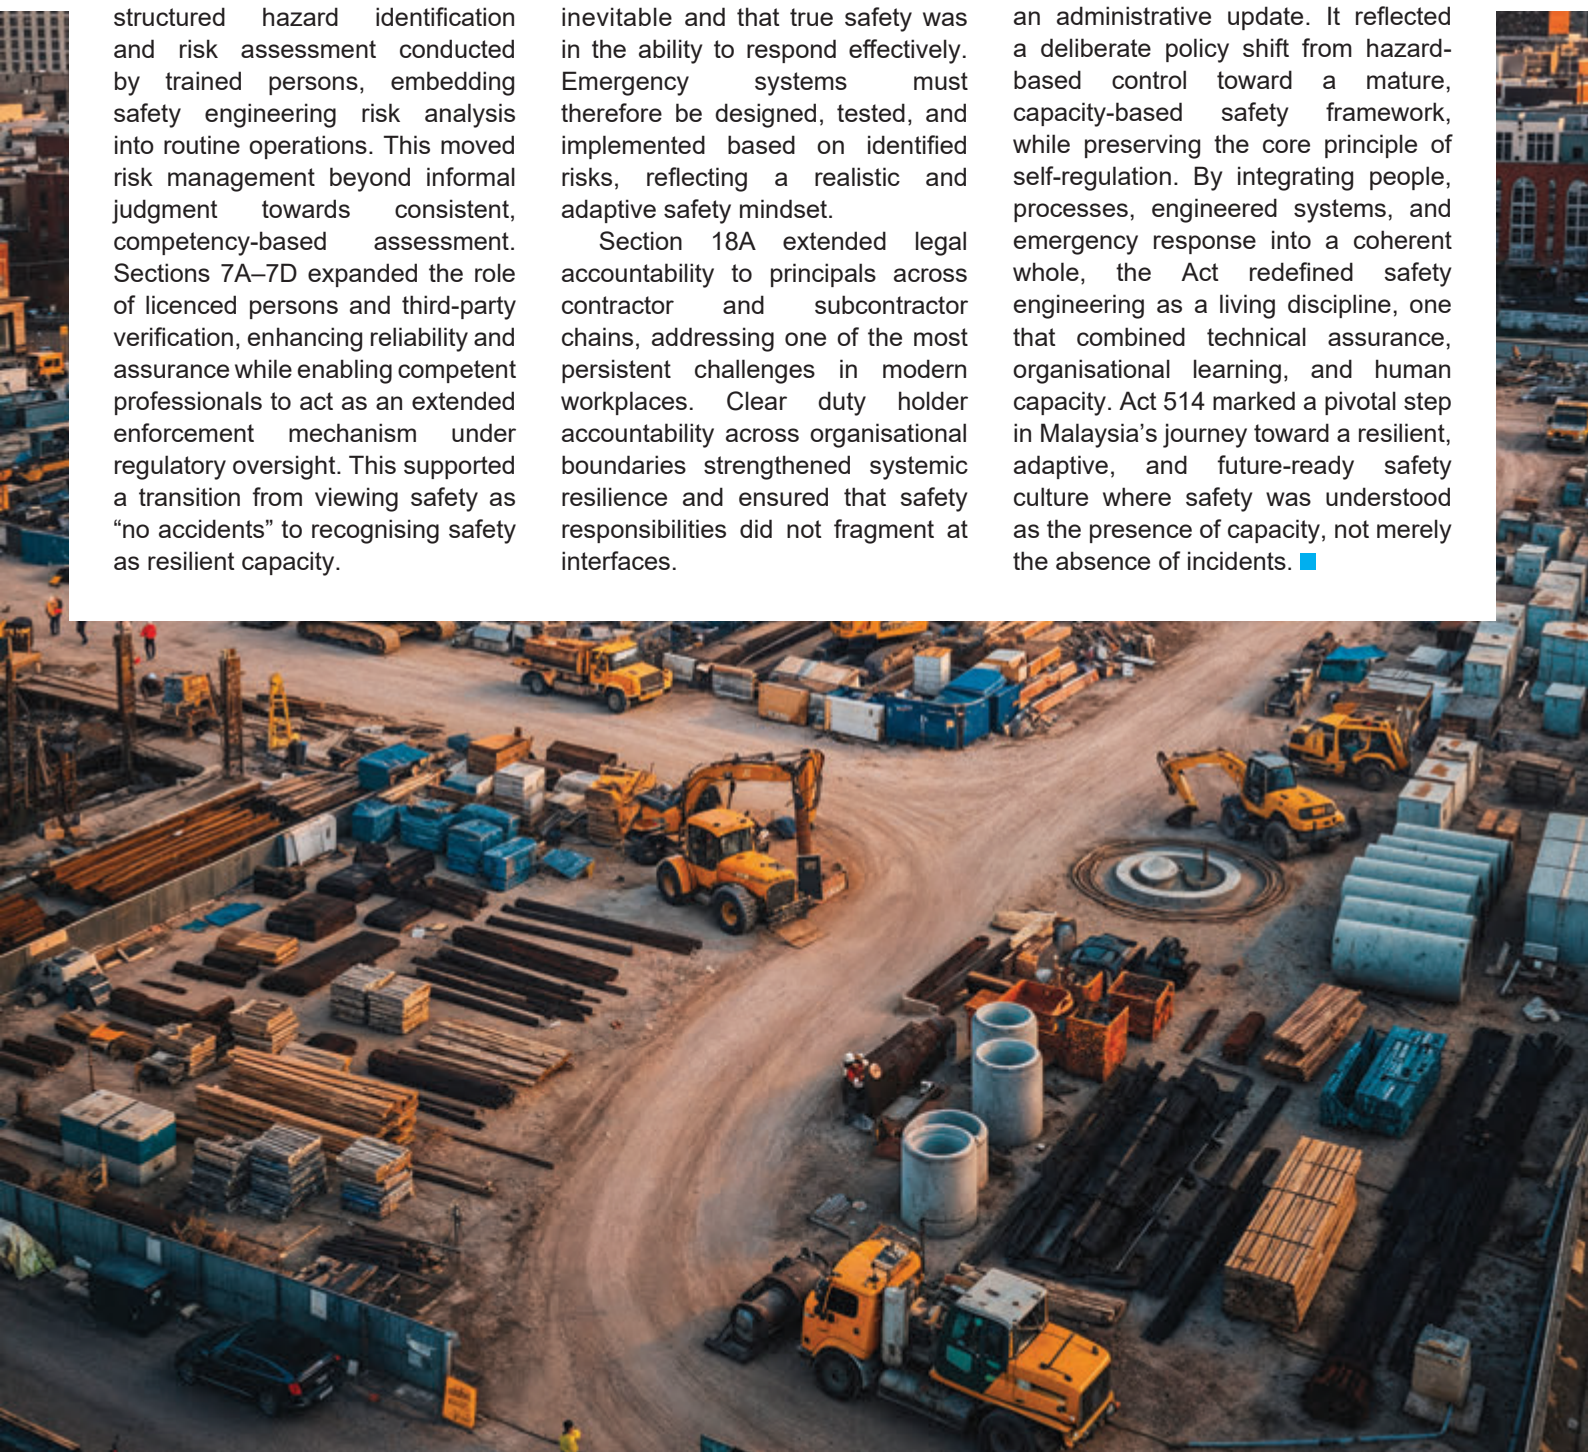 structured hazard identification
and risk assessment conducted
by trained persons, embedding
safety engineering risk analysis
into routine operations. This moved
risk management beyond informal
judgment towards consistent,
competency-based assessment.
Sections 7A–7D expanded the role
of licenced persons and third-party
verification, enhancing reliability and
assurance while enabling competent
professionals to act as an extended
enforcement mechanism under
regulatory oversight. This supported
a transition from viewing safety as
“no accidents” to recognising safety
as resilient capacity.
inevitable and that true safety was
in the ability to respond effectively.
Emergency systems must
therefore be designed, tested, and
implemented based on identified
risks, reflecting a realistic and
adaptive safety mindset.
Section 18A extended legal
accountability to principals across
contractor and subcontractor
chains, addressing one of the most
persistent challenges in modern
workplaces. Clear duty holder
accountability across organisational
boundaries strengthened systemic
resilience and ensured that safety
responsibilities did not fragment at
interfaces.
an administrative update. It reflected
a deliberate policy shift from hazard-
based control toward a mature,
capacity-based safety framework,
while preserving the core principle of
self-regulation. By integrating people,
processes, engineered systems, and
emergency response into a coherent
whole, the Act redefined safety
engineering as a living discipline, one
that combined technical assurance,
organisational learning, and human
capacity. Act 514 marked a pivotal step
in Malaysia’s journey toward a resilient,
adaptive, and future-ready safety
culture where safety was understood
as the presence of capacity, not merely
the absence of incidents.